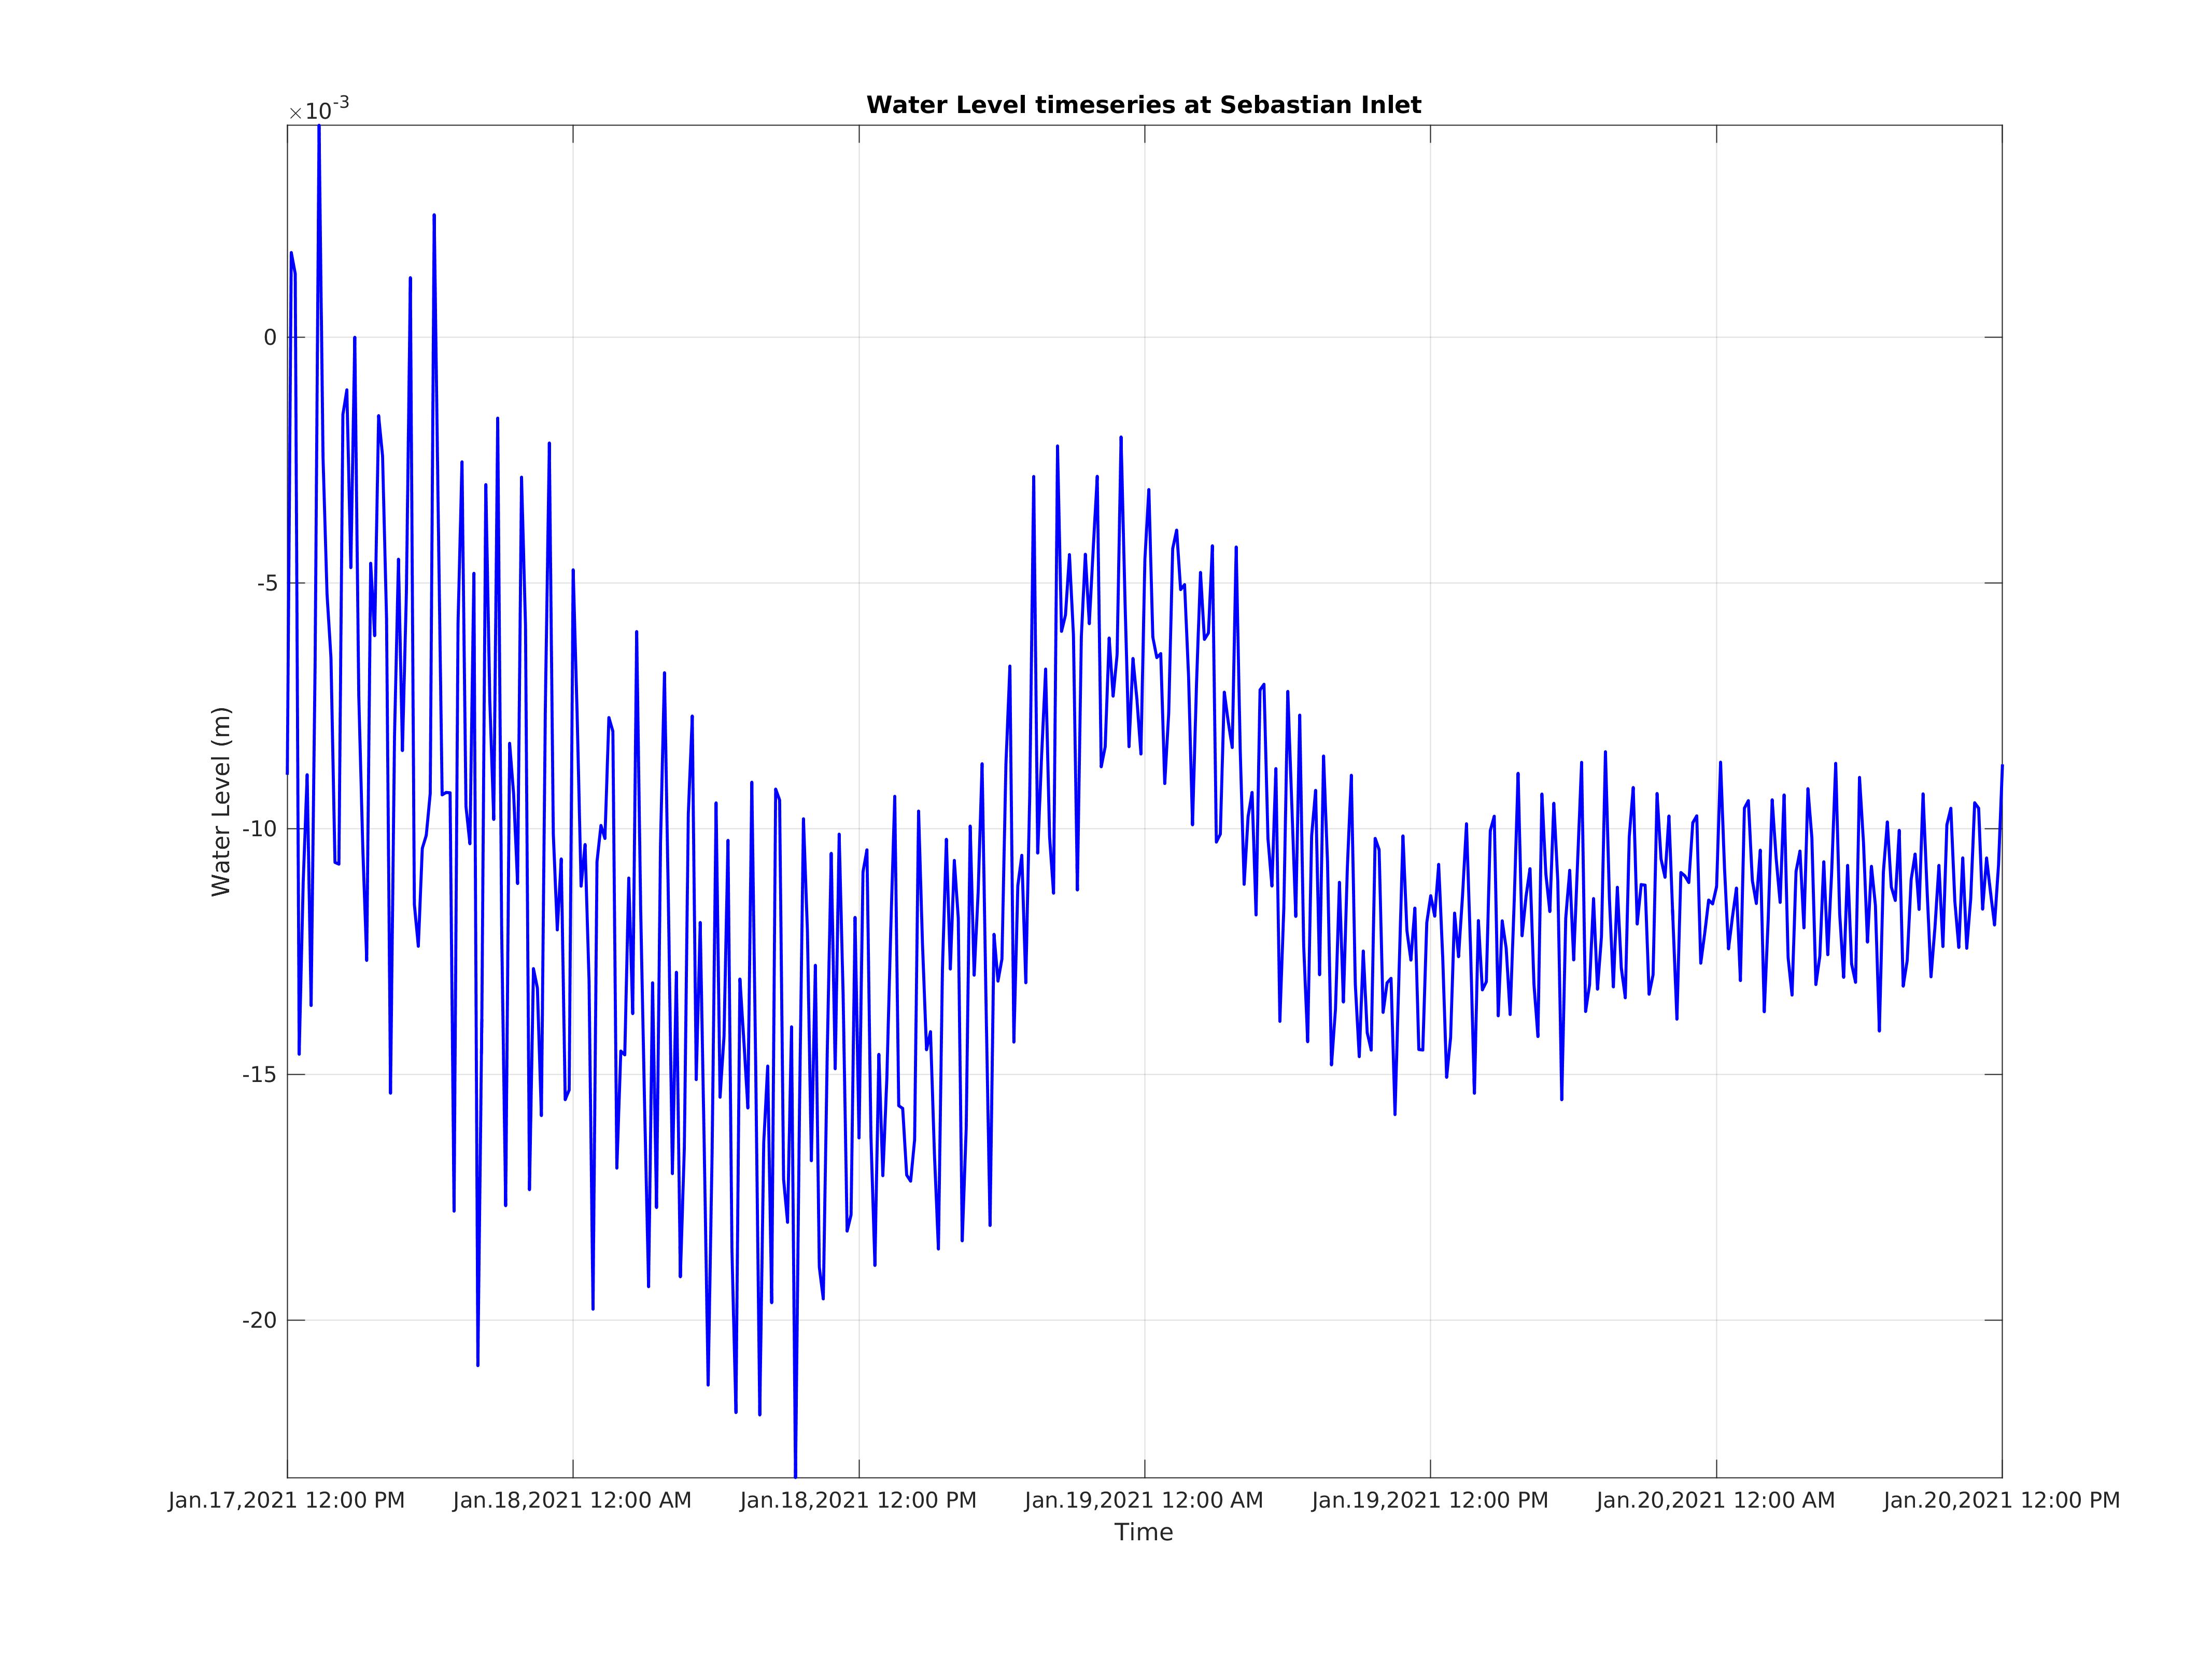 Water Level timeseries at Sebastian Inlet
×10-3
0
-5
-10
-15
-20
Water Level (m)
Jan.17,2021 12:00 PM Jan.18,2021 12:00 AM Jan.18,2021 12:00 PM Jan.19,2021 12:00 AM Jan.19,2021 12:00 PM Jan.20,2021 12:00 AM Jan.20,2021 12:00 PM
Time